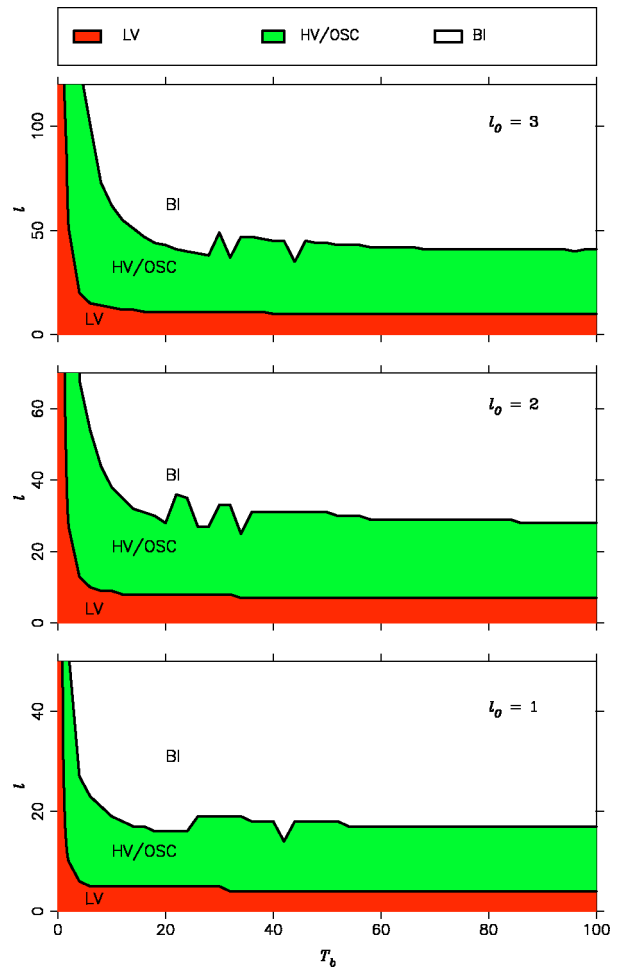 LV HV/OSC BI
100
50
0
l
l₀ = 3
BI
HV/OSC
LV
60
40
20
0
l
l₀ = 2
BI
HV/OSC
LV
40
20
0
l
l₀ = 1
BI
HV/OSC
LV
0 20 40 60 80 100
T_b